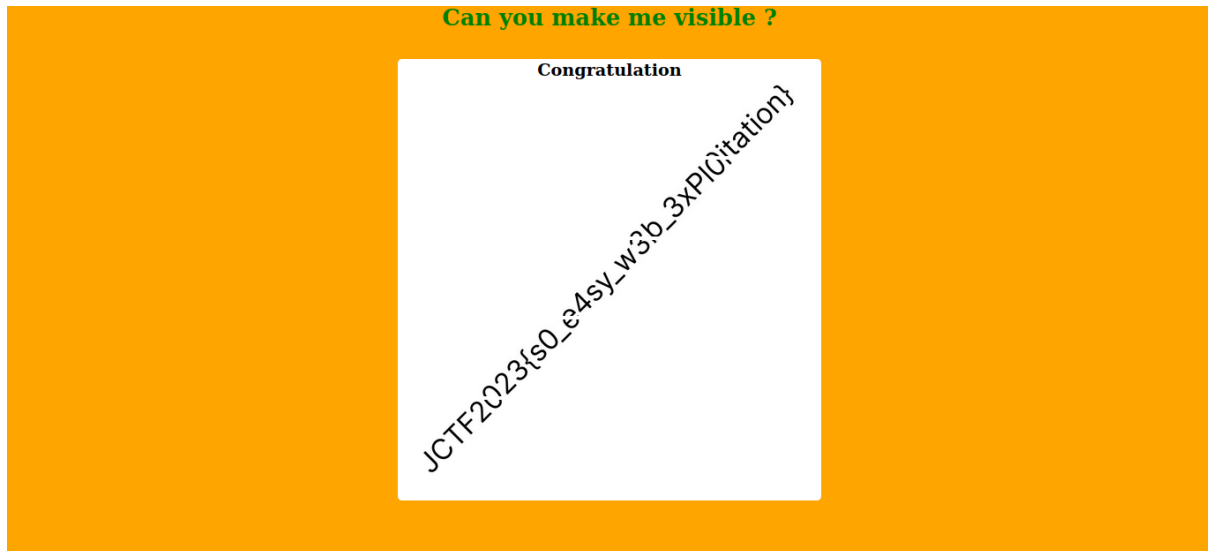 Can you make me visible ?
Congratulation
JCTF2023{s0_e4sy_w3b_3xPl0itation}